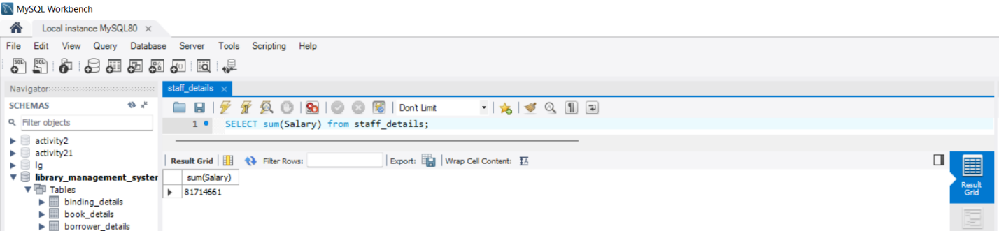 MySQL Workbench
Local instance MySQL80
File Edit View Query Database Server Tools Scripting Help
SQL SQL
Navigator
staff_details
SCHEMAS
Don't Limit
Filter objects
1 SELECT sum(Salary) from staff_details;
activity2
activity21
lg
library_management_syster
Tables
binding_details
book_details
borrower_details
Result Grid Filter Rows: Export: Wrap Cell Content:
sum(Salary)
81714661
Result
Grid